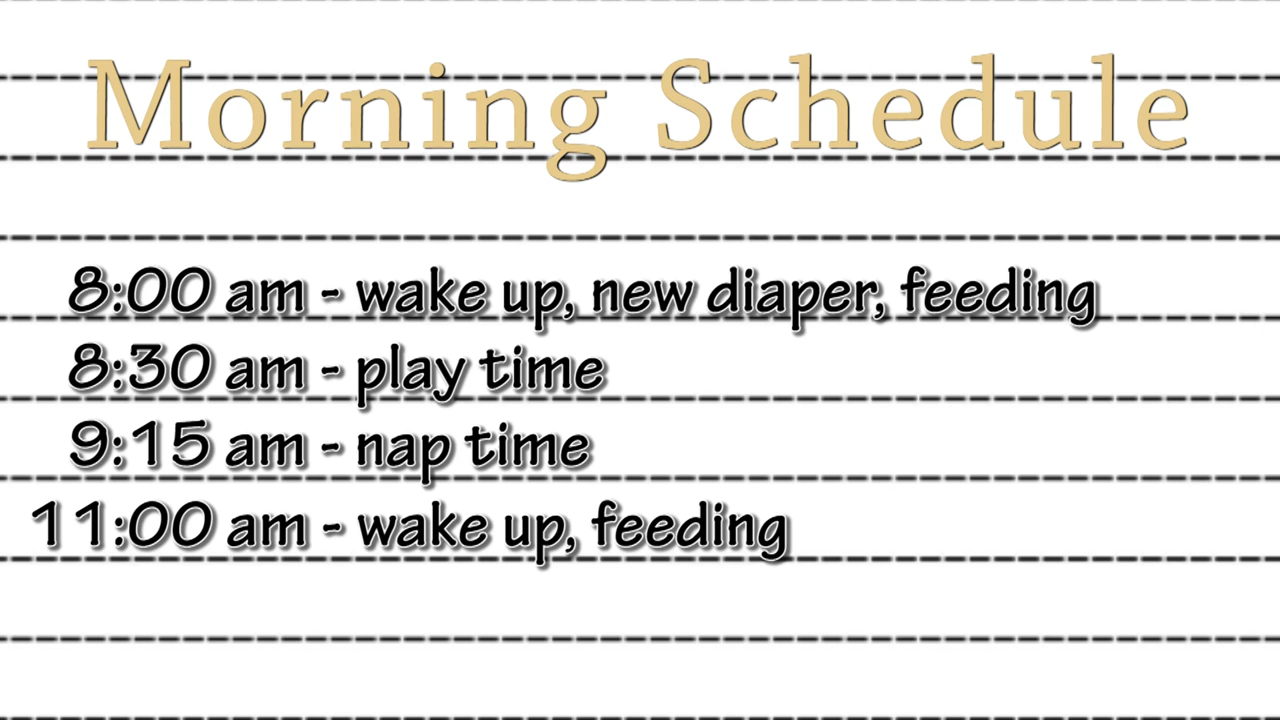 Morning Schedule
8:00 am - wake up, new diaper, feeding
8:30 am - play time
9:15 am - nap time
11:00 am - wake up, feeding